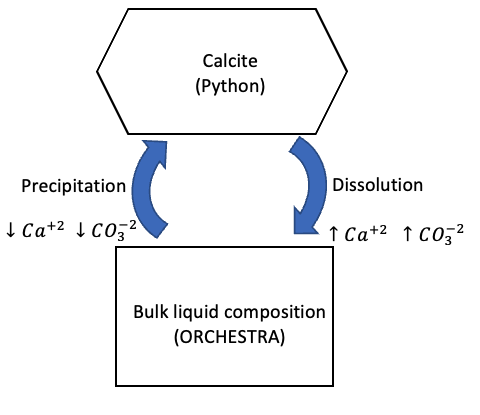 Calcite
(Python)
Precipitation
Dissolution
↓ Ca⁺² ↓ CO₃⁻²
↑ Ca⁺² ↑ CO₃⁻²
Bulk liquid composition
(ORCHESTRA)